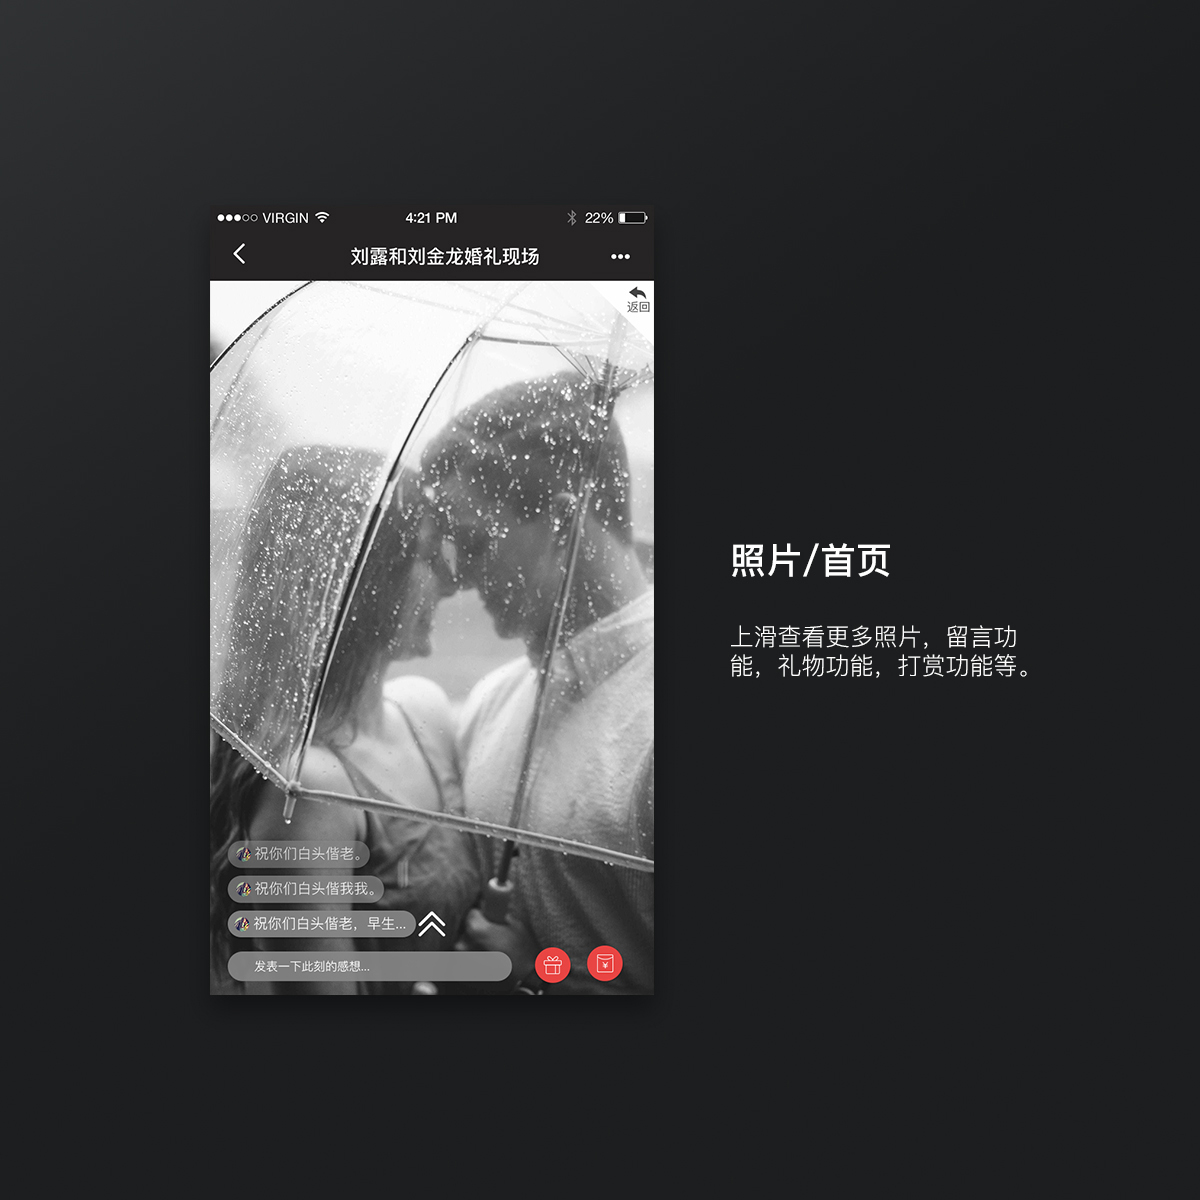 VIRGIN
4:21 PM
22%
刘露和刘金龙婚礼现场
返回
照片/首页
上滑查看更多照片，留言功
能，礼物功能，打赏功能等。
祝你们白头偕老。
祝你们白头偕我我。
祝你们白头偕老，早生...
发表一下此刻的感想...
¥